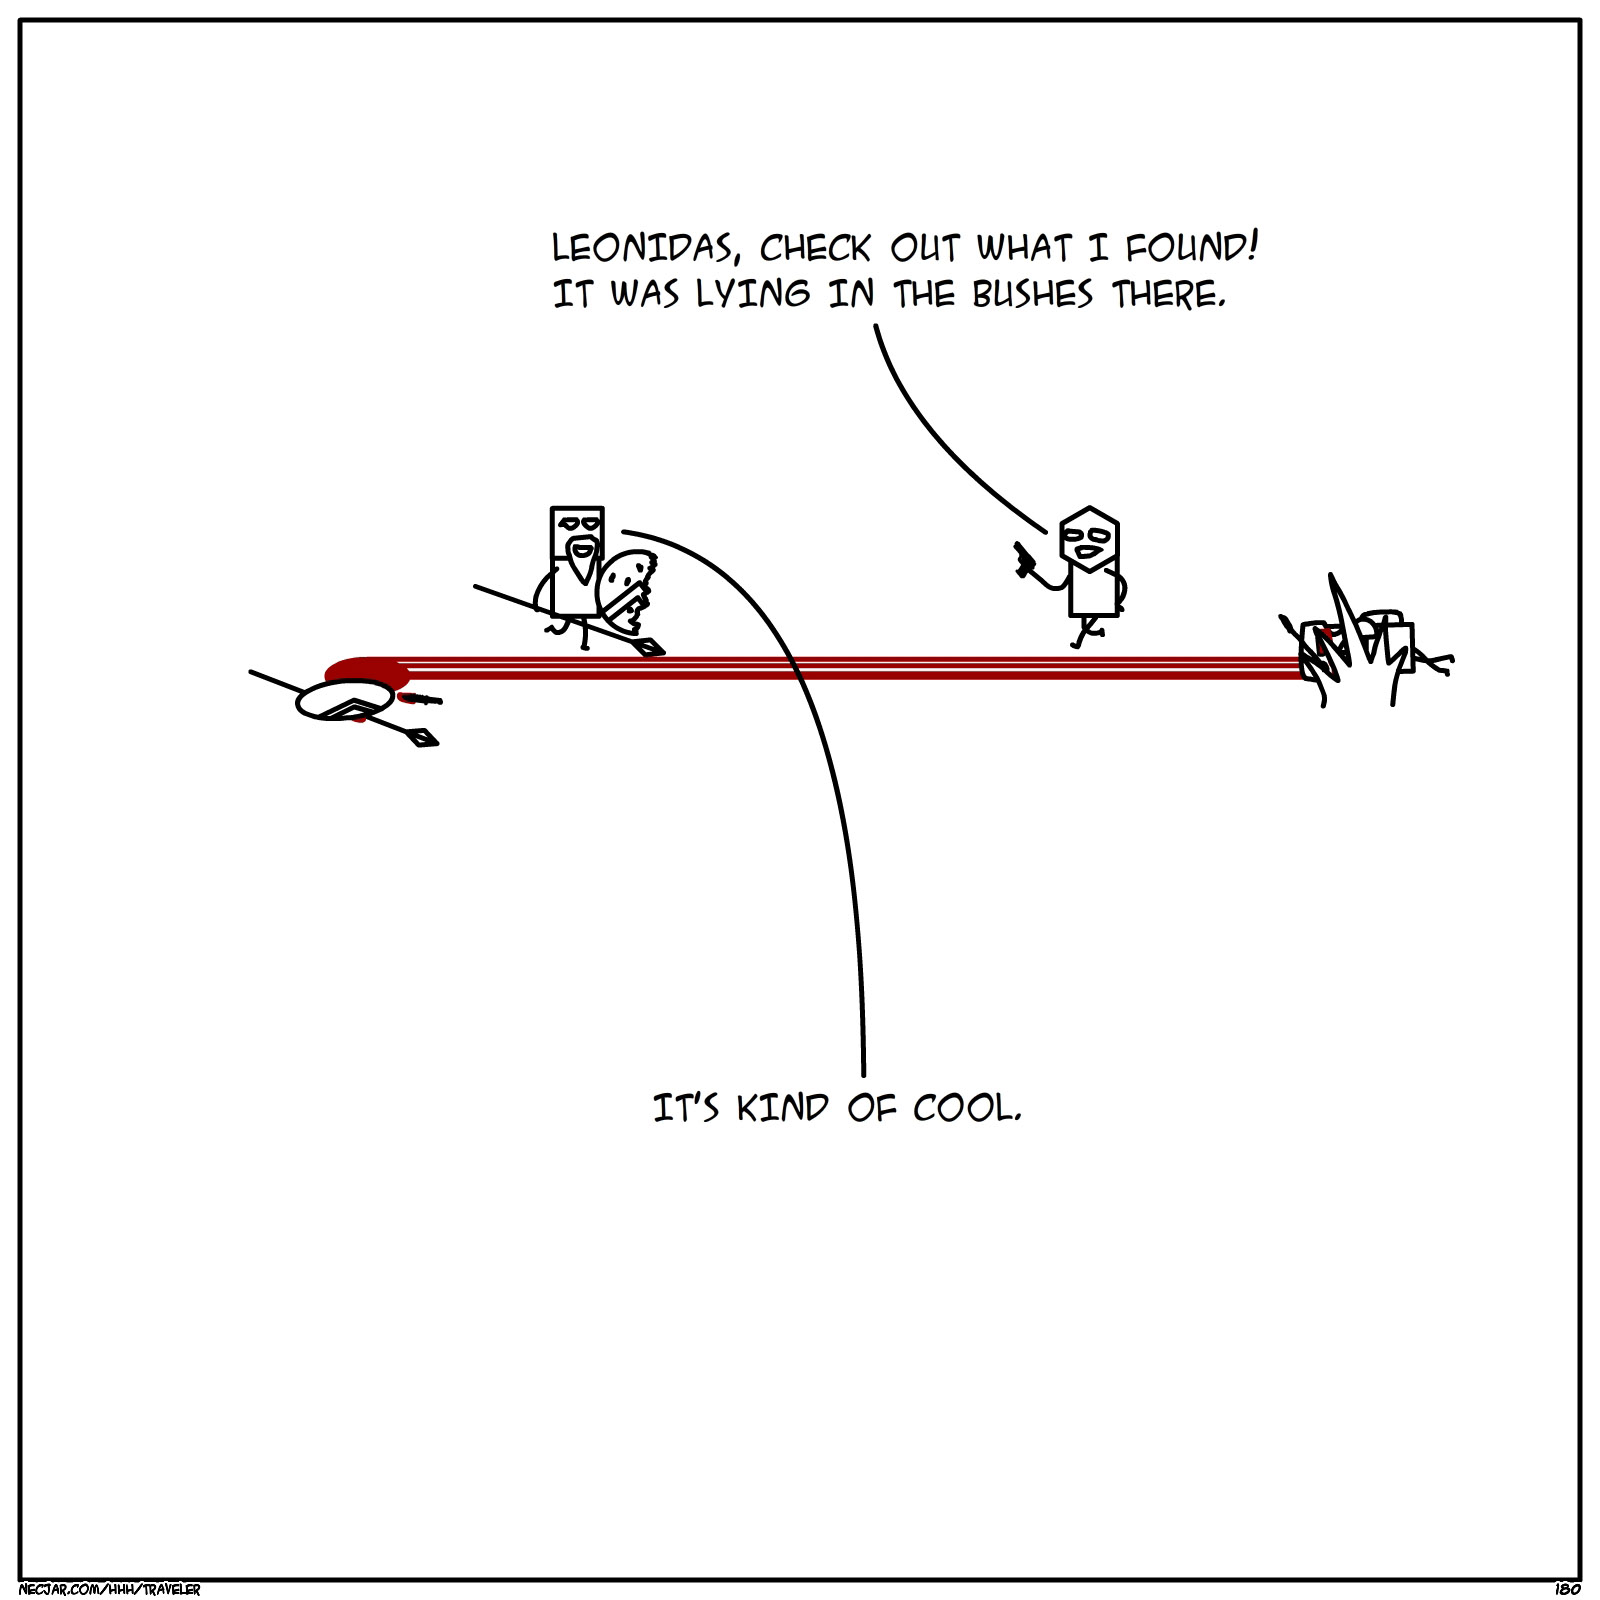 LEONIDAS, CHECK OUT WHAT I FOUND!
IT WAS LYING IN THE BUSHES THERE.
IT'S KIND OF COOL.
NECJAR.COM/HHH/TRAVELER
180